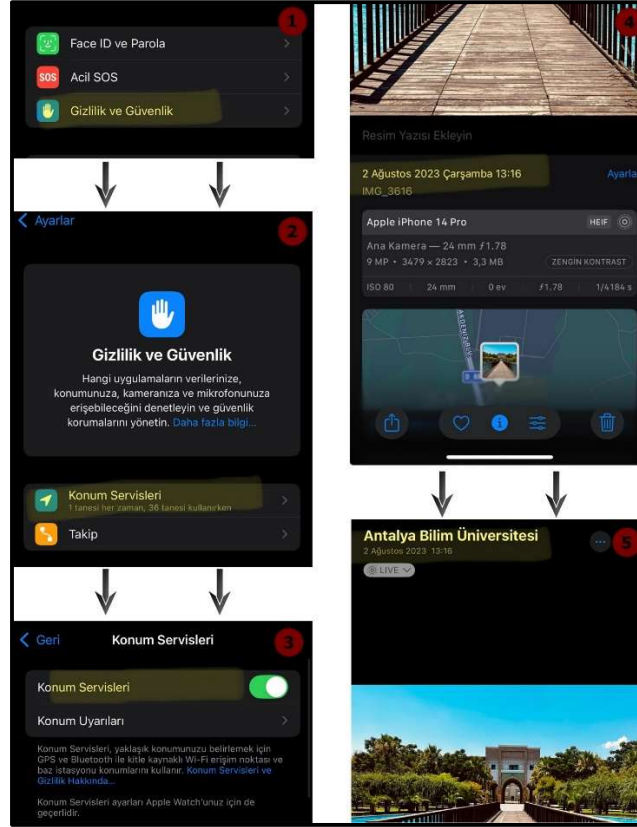 1
Face ID ve Parola
SOS Acil SOS
Gizlilik ve Güvenlik
Ayarlar
2
Gizlilik ve Güvenlik
Hangi uygulamaların verilerinize,
konumunuza, kameranıza ve mikrofonunuza
erişebileceğini denetleyin ve güvenlik
korumalarını yönetin. Daha fazla bilgi...
Konum Servisleri
1 tanesi her zaman, 36 tanesi kullanırken
Takip
Geri
Konum Servisleri
3
Konum Servisleri
Konum Uyarıları
Konum Servisleri, yaklaşık konumunuzu belirlemek için
GPS ve Bluetooth ile kitle kaynaklı Wi-Fi erişim noktası ve
baz istasyonu konumlarını kullanır. Konum Servisleri ve
Gizlilik Hakkında...
Konum Servisleri ayarları Apple Watch'unuz için de
geçerlidir.
4
Resim Yazısı Ekleyin
2 Ağustos 2023 Çarşamba 13:16
Ayarla
IMG_3616
Apple iPhone 14 Pro
HEIF
Ana Kamera — 24 mm ƒ1.78
9 MP • 3479 × 2823 • 3,3 MB
ZENGİN KONTRAST
ISO 80
24 mm
0 ev
ƒ1.78
1/4184 s
AKDENİZ BLV.
Antalya Bilim Üniversitesi
5
2 Ağustos 2023 13:16
LIVE